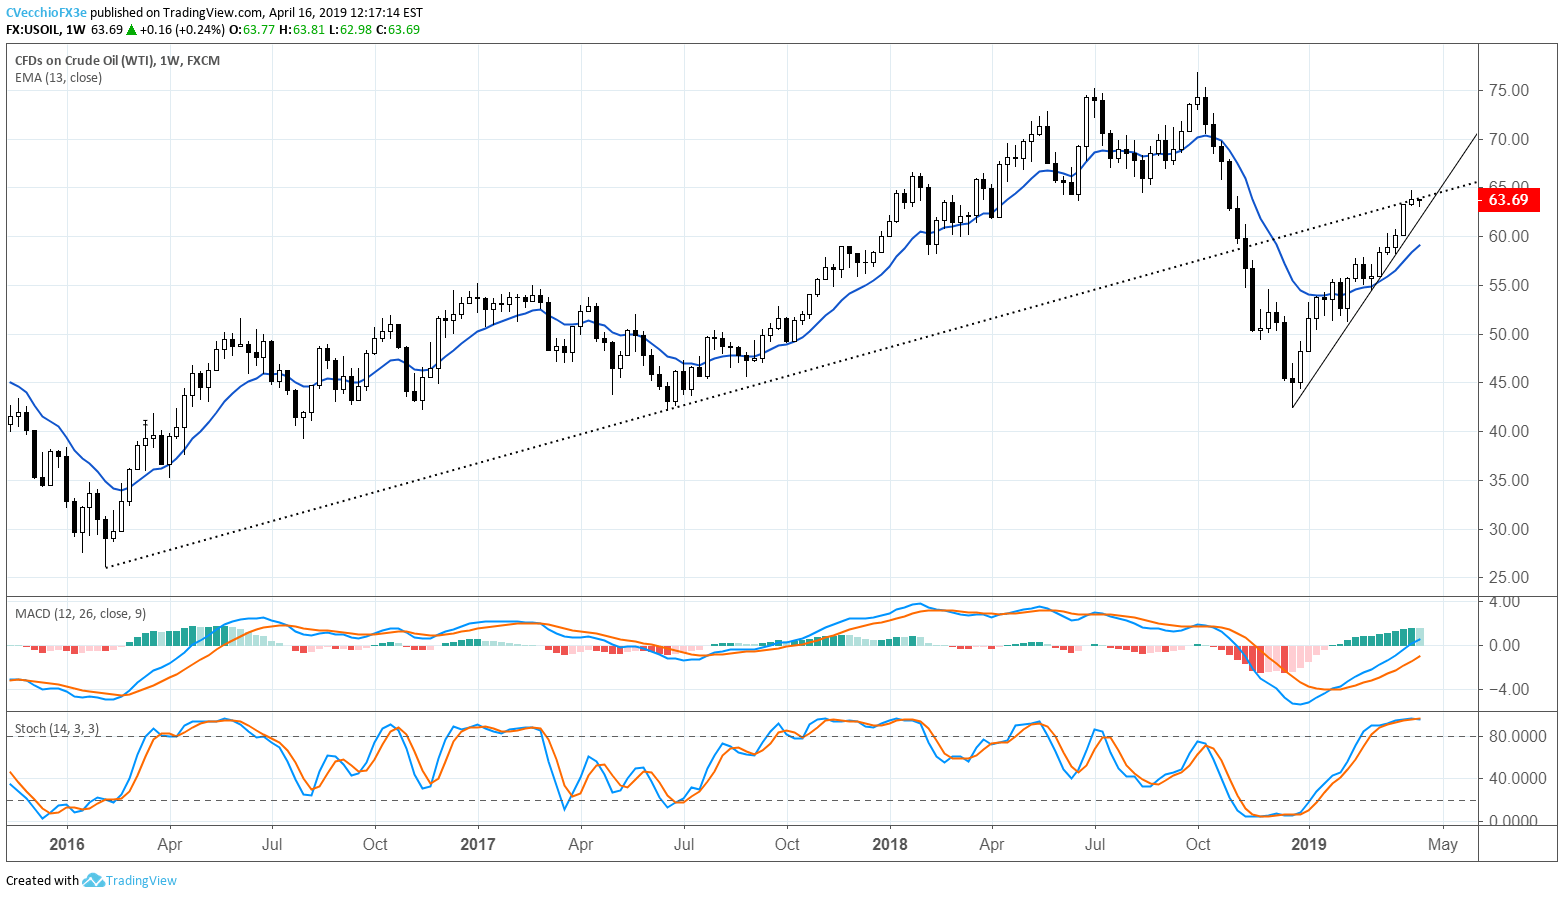 CVecchioFX3e published on TradingView.com, April 16, 2019 12:17:14 EST
FX:USOIL, 1W 63.69 ▲ +0.16 (+0.24%) O:63.77 H:63.81 L:62.98 C:63.69
CFDs on Crude Oil (WTI), 1W, FXCM
EMA (13, close)
75.00
70.00
65.00
63.69
60.00
55.00
50.00
45.00
40.00
35.00
30.00
25.00
MACD (12, 26, close, 9)
4.00
0.00
−4.00
Stoch (14, 3, 3)
80.0000
40.0000
0.0000
2016 Apr Jul Oct 2017 Apr Jul Oct 2018 Apr Jul Oct 2019 May
Created with TradingView